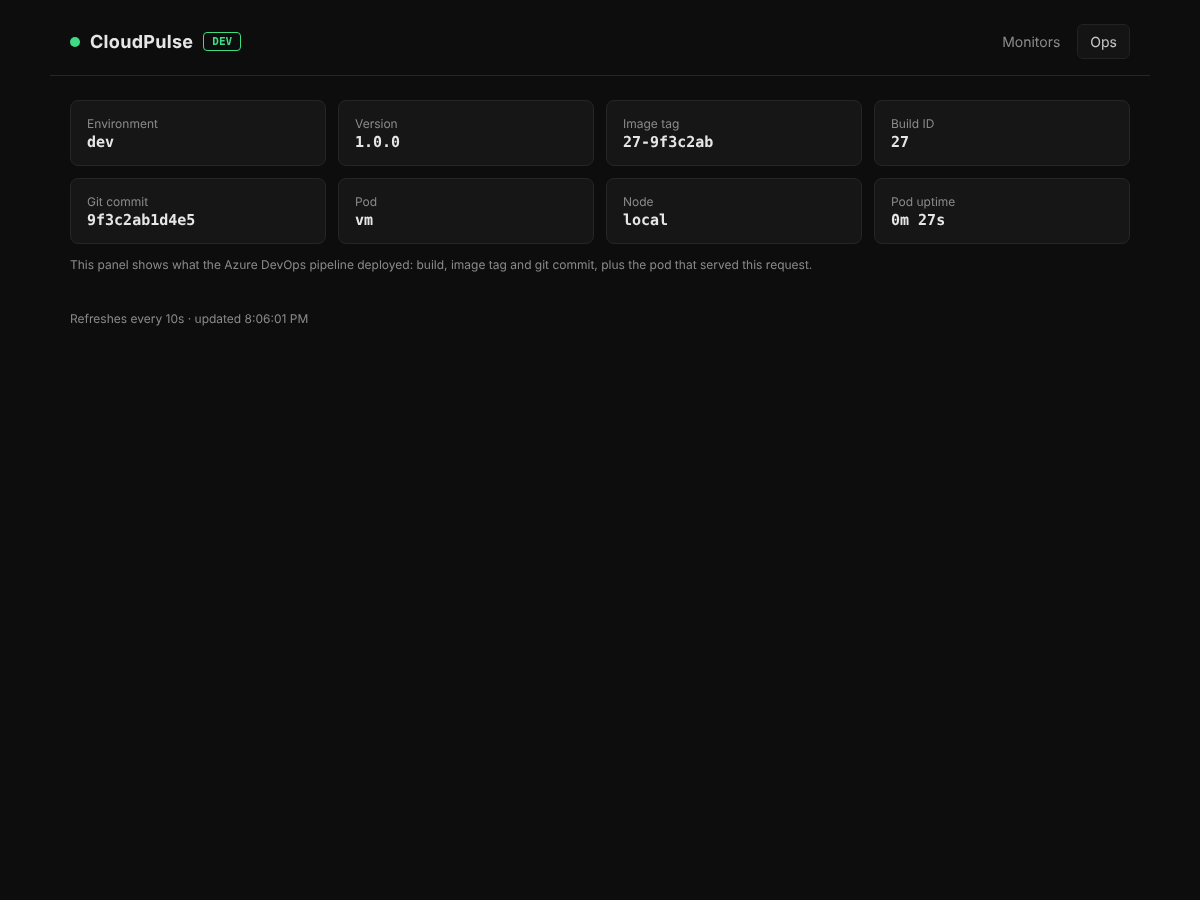 CloudPulse DEV Monitors Ops
Environment Version Image tag Build ID
dev 1.0.0 27-9f3c2ab 27
Git commit Pod Node Pod uptime
9f3c2ab1d4e5 vm local 0m 27s
This panel shows what the Azure DevOps pipeline deployed: build, image tag and git commit, plus the pod that served this request.
Refreshes every 10s · updated 8:06:01 PM